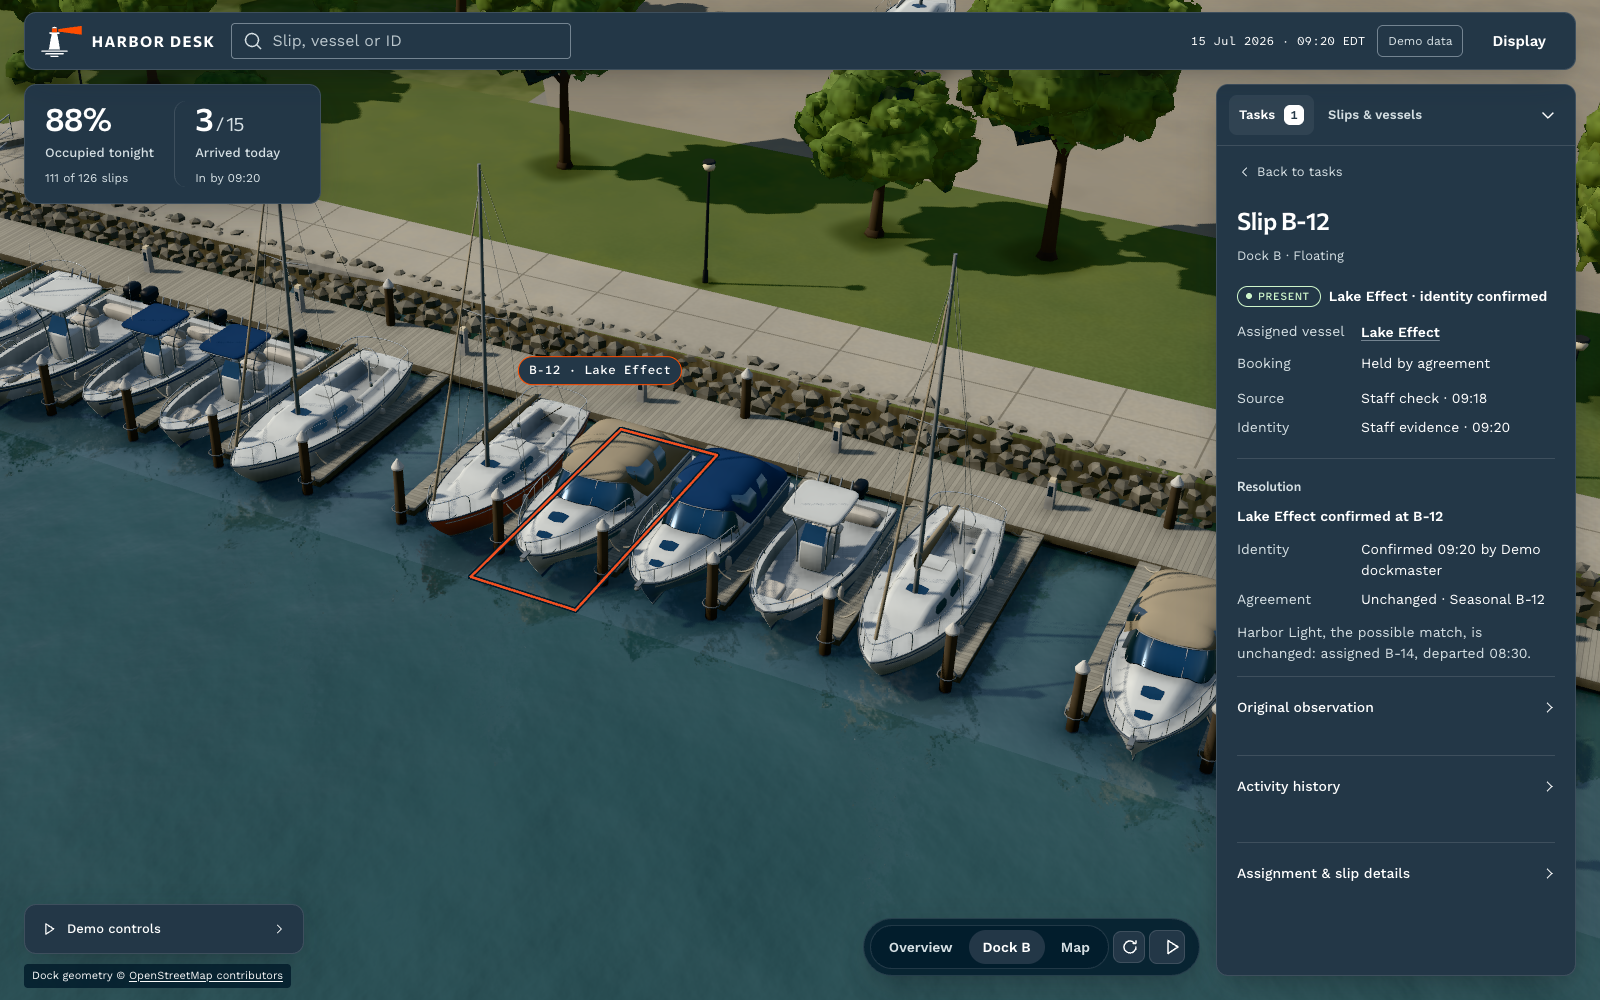 HARBOR DESK
Slip, vessel or ID
15 Jul 2026 · 09:20 EDT
Demo data
Display
88%
Occupied tonight
111 of 126 slips
3/15
Arrived today
In by 09:20
B-12 · Lake Effect
Tasks 1
Slips & vessels
Back to tasks
Slip B-12
Dock B · Floating
PRESENT Lake Effect · identity confirmed
Assigned vessel Lake Effect
Booking Held by agreement
Source Staff check · 09:18
Identity Staff evidence · 09:20
Resolution
Lake Effect confirmed at B-12
Identity Confirmed 09:20 by Demo
dockmaster
Agreement Unchanged · Seasonal B-12
Harbor Light, the possible match, is
unchanged: assigned B-14, departed 08:30.
Original observation
Activity history
Assignment & slip details
Demo controls
Dock geometry © OpenStreetMap contributors
Overview
Dock B
Map